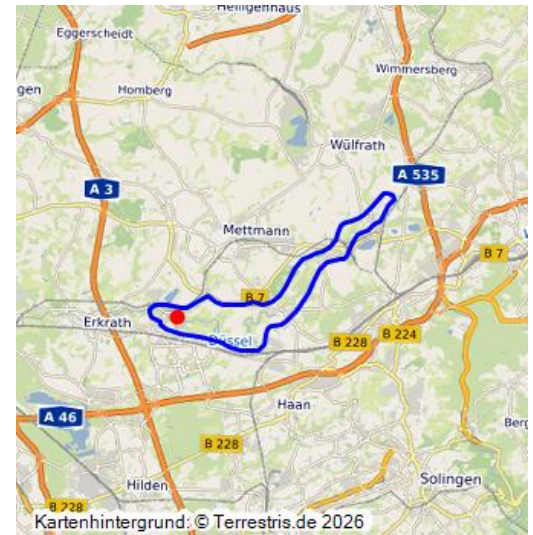 Heiligenhaus
Eggerscheidt
Wimmersberg
gen
Homberg
Wülfrath
A 535
A 3
Mettmann
B 7
B 7
Erkrath
Düssel
B 228
B 224
Haan
A 46
Berg
B 228
Solingen
Hilden
B 228
Kartenhintergrund: © Terrestris.de 2026